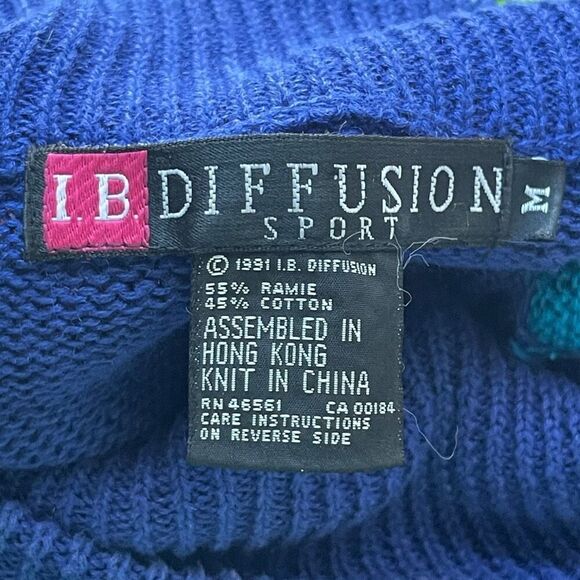 I.B. DIFFUSION
SPORT
M
© 1991 I.B. DIFFUSION
55% RAMIE
45% COTTON
ASSEMBLED IN
HONG KONG
KNIT IN CHINA
RN 46561 CA 00184
CARE INSTRUCTIONS
ON REVERSE SIDE